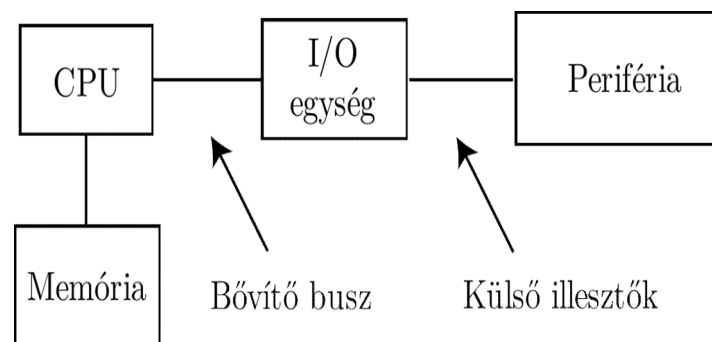 CPU
I/O
egység
Periféria
Memória
Bővítő busz
Külső illesztők